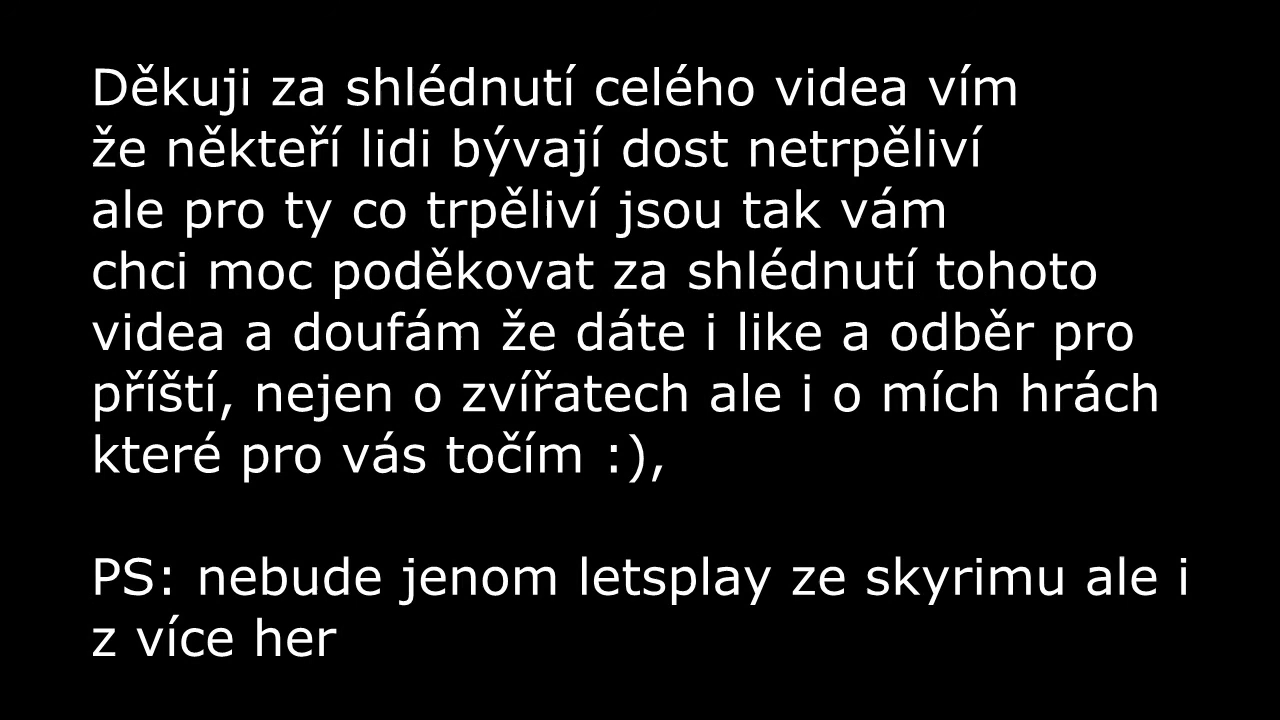 Děkuji za shlédnutí celého videa vím
že někteří lidi bývají dost netrpěliví
ale pro ty co trpěliví jsou tak vám
chci moc poděkovat za shlédnutí tohoto
videa a doufám že dáte i like a odběr pro
příští, nejen o zvířatech ale i o mích hrách
které pro vás točím :),
PS: nebude jenom letsplay ze skyrimu ale i
z více her